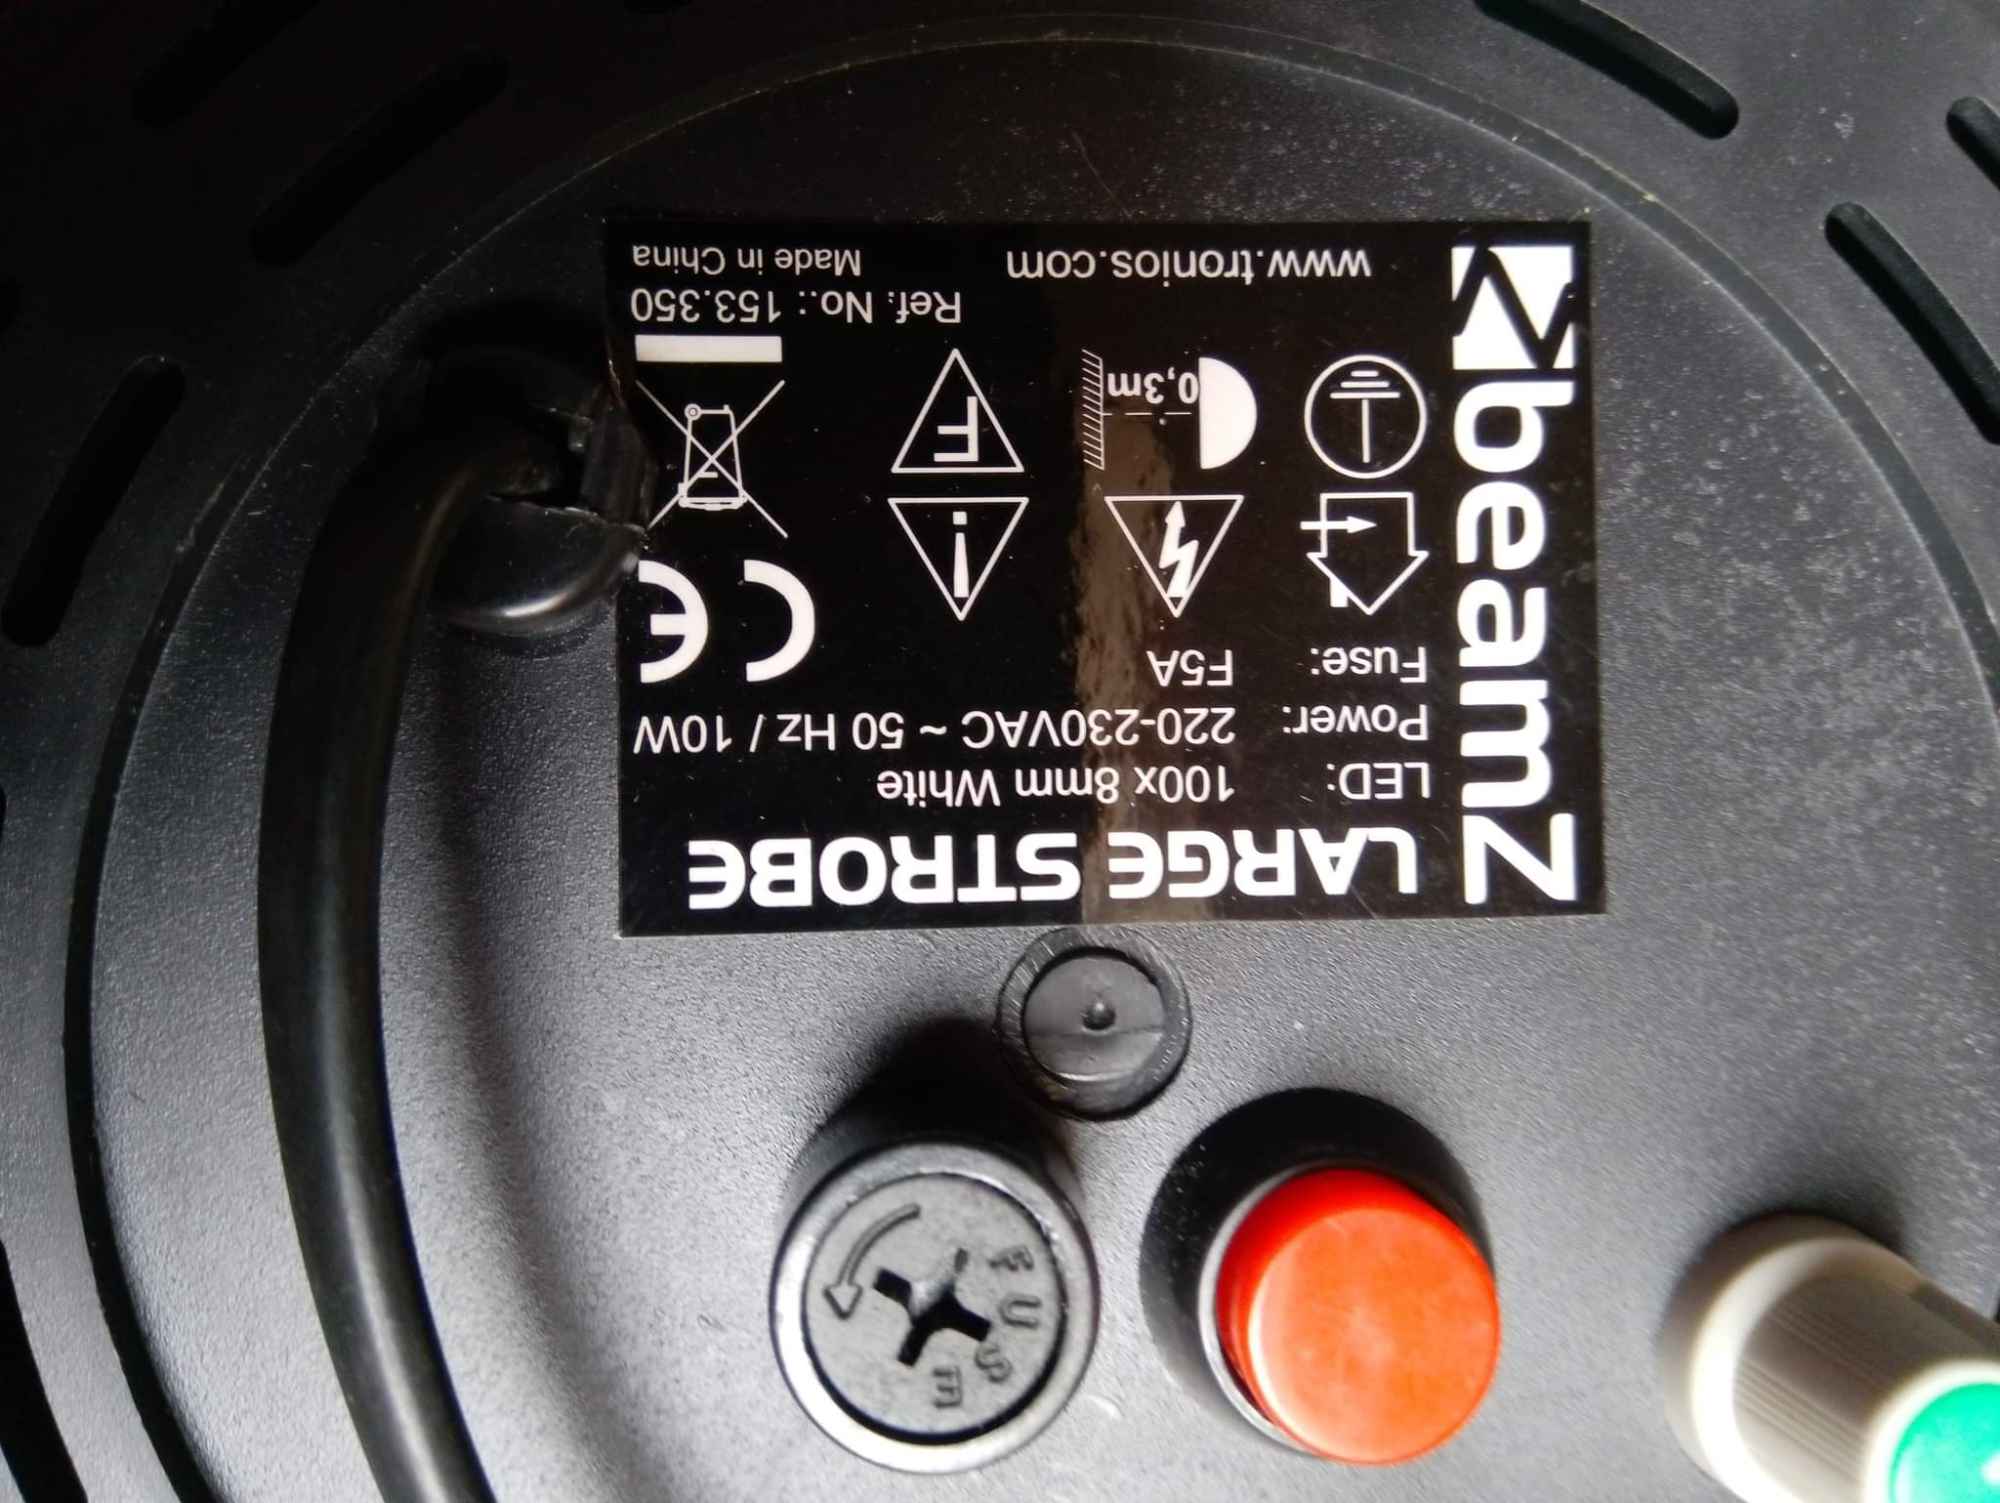 beamZ
LARGE STROBE
LED: 100x 8mm White
Power: 220-230VAC ~ 50 Hz / 10W
Fuse: F5A
CE
0,3m
F
Ref. No.: 153.350
www.tronios.com Made in China
FUSE